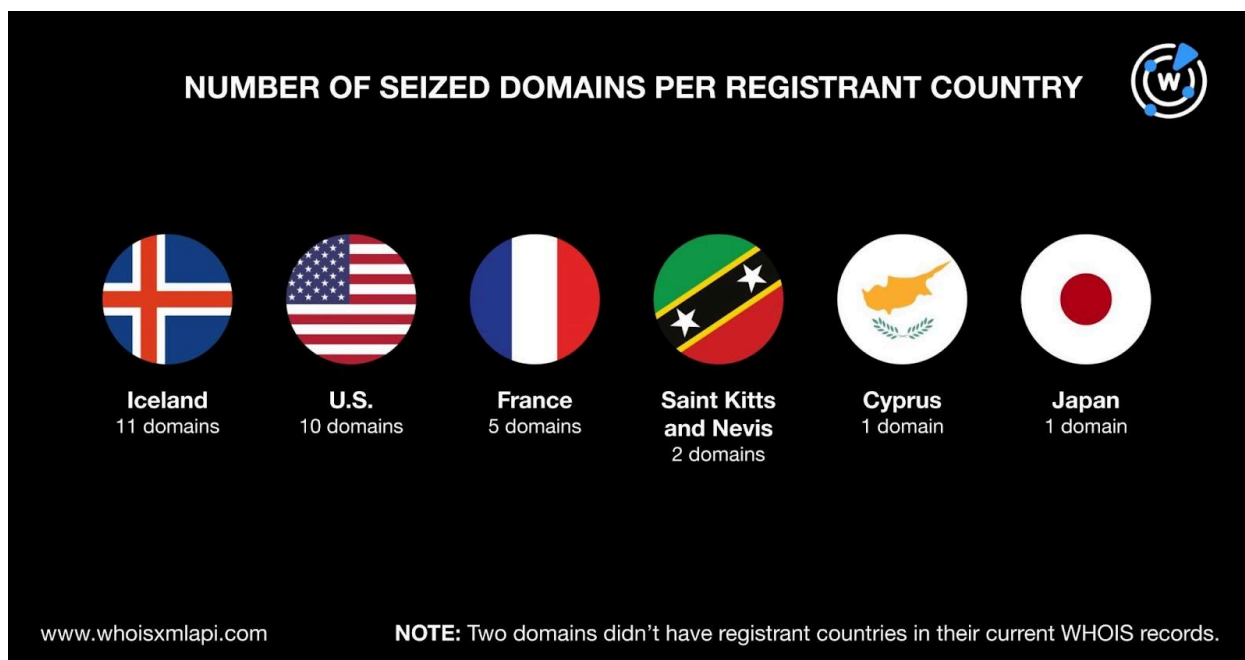 NUMBER OF SEIZED DOMAINS PER REGISTRANT COUNTRY
W
Iceland
11 domains
U.S.
10 domains
France
5 domains
Saint Kitts
and Nevis
2 domains
Cyprus
1 domain
Japan
1 domain
www.whoisxmlapi.com
NOTE: Two domains didn't have registrant countries in their current WHOIS records.